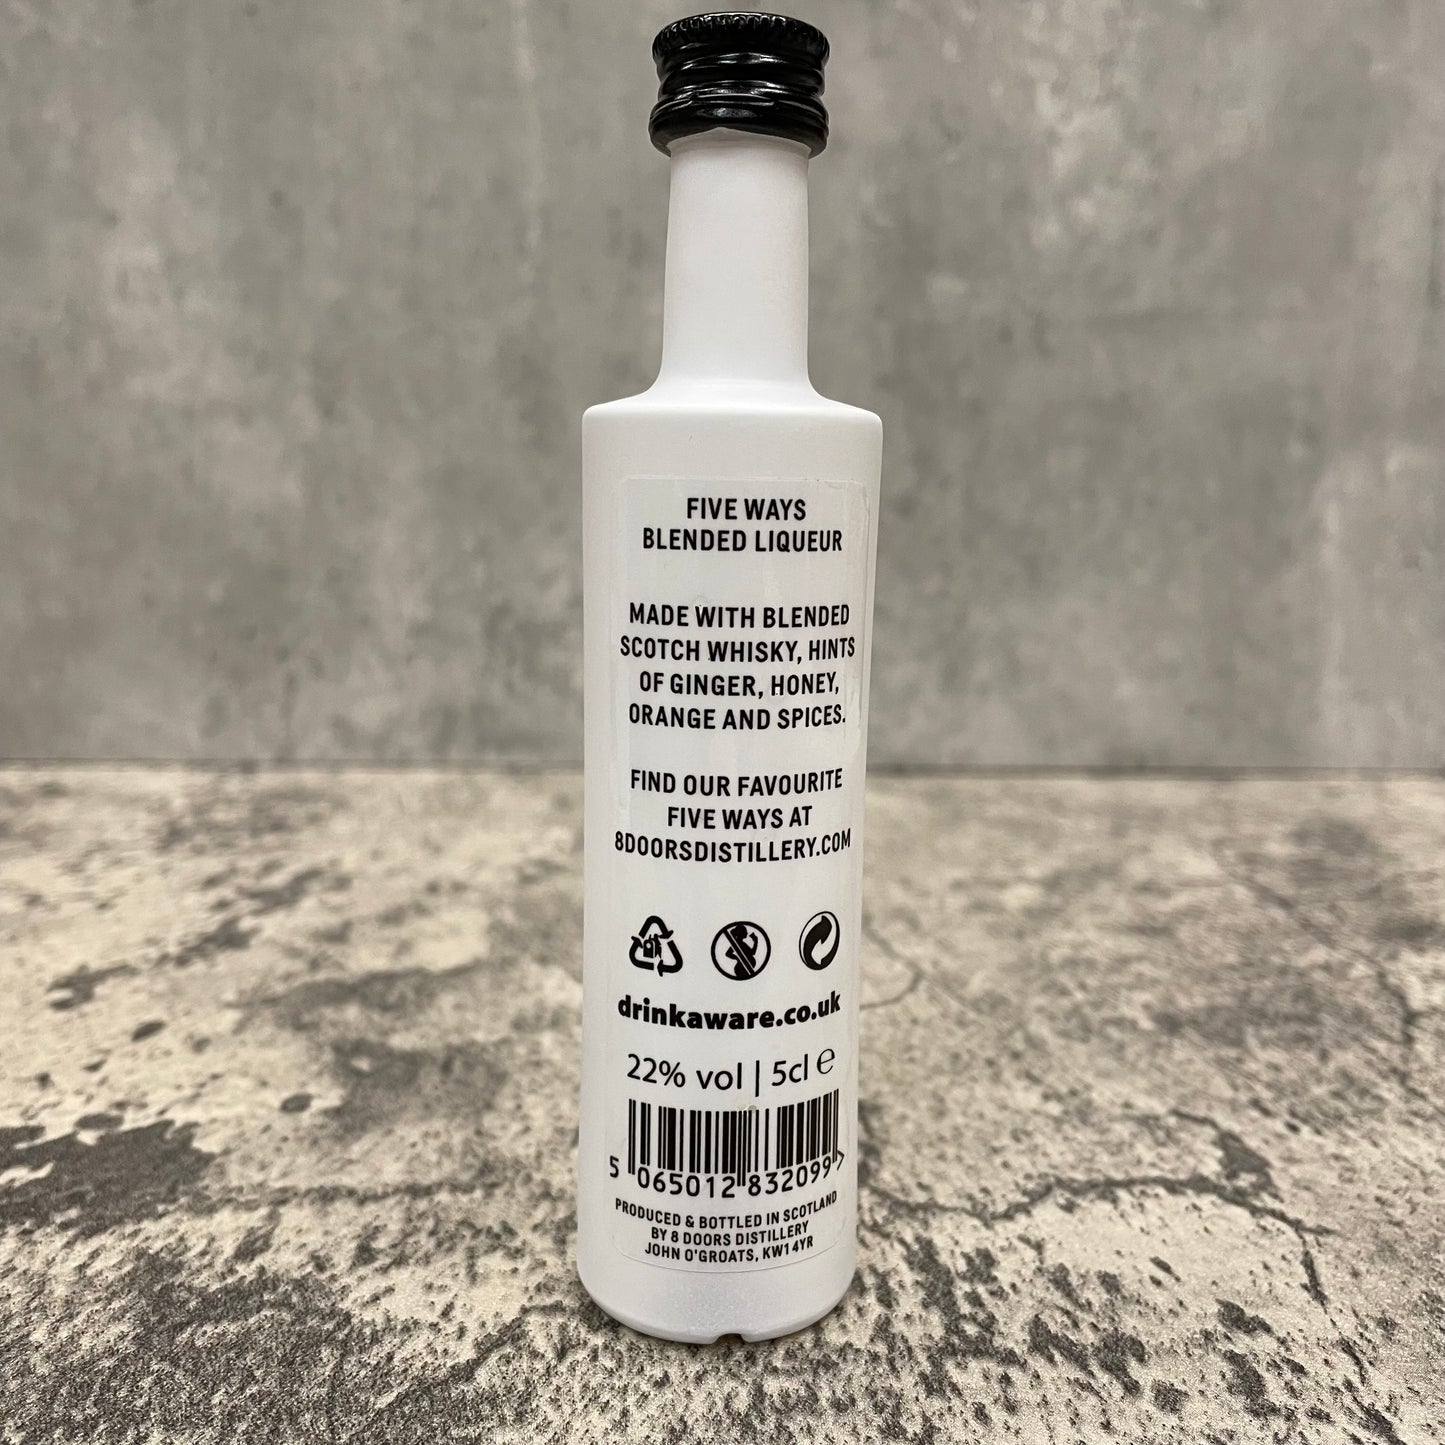 FIVE WAYS
BLENDED LIQUEUR
MADE WITH BLENDED
SCOTCH WHISKY, HINTS
OF GINGER, HONEY,
ORANGE AND SPICES.
FIND OUR FAVOURITE
FIVE WAYS AT
8DOORSDISTILLERY.COM
drinkaware.co.uk
22% vol | 5cl ℮
5 065012 832099 >
PRODUCED & BOTTLED IN SCOTLAND
BY 8 DOORS DISTILLERY
JOHN O'GROATS, KW1 4YR